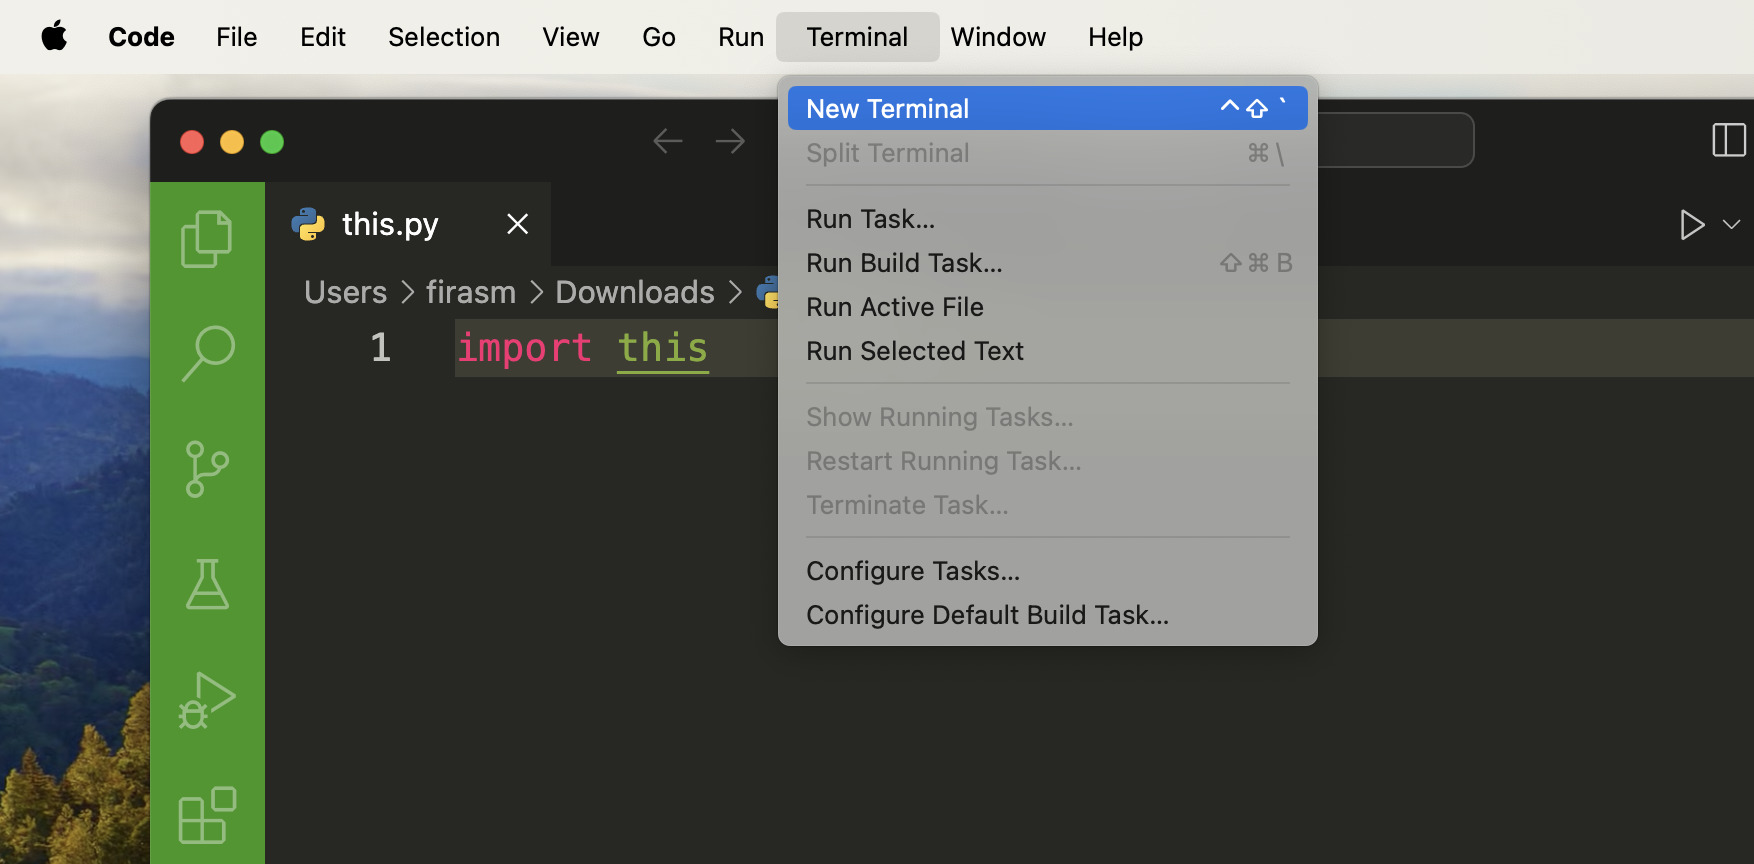 Code File Edit Selection View Go Run Terminal Window Help
New Terminal ^⇧`
Split Terminal ⌘\
Run Task...
Run Build Task... ⇧⌘B
Run Active File
Run Selected Text
Show Running Tasks...
Restart Running Task...
Terminate Task...
Configure Tasks...
Configure Default Build Task...
this.py
Users > firasm > Downloads >
1 import this